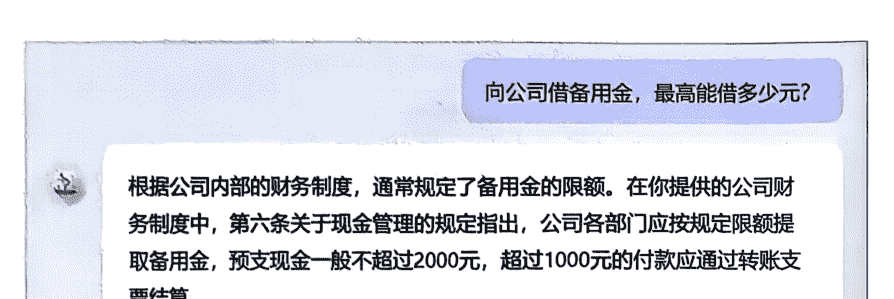 向公司借备用金，最高能借多少元?
根据公司内部的财务制度，通常规定了备用金的限额。在你提供的公司财
务制度中，第六条关于现金管理的规定指出，公司各部门应按规定限额提
取备用金，预支现金一般不超过2000元，超过1000元的付款应通过转账支
票结算